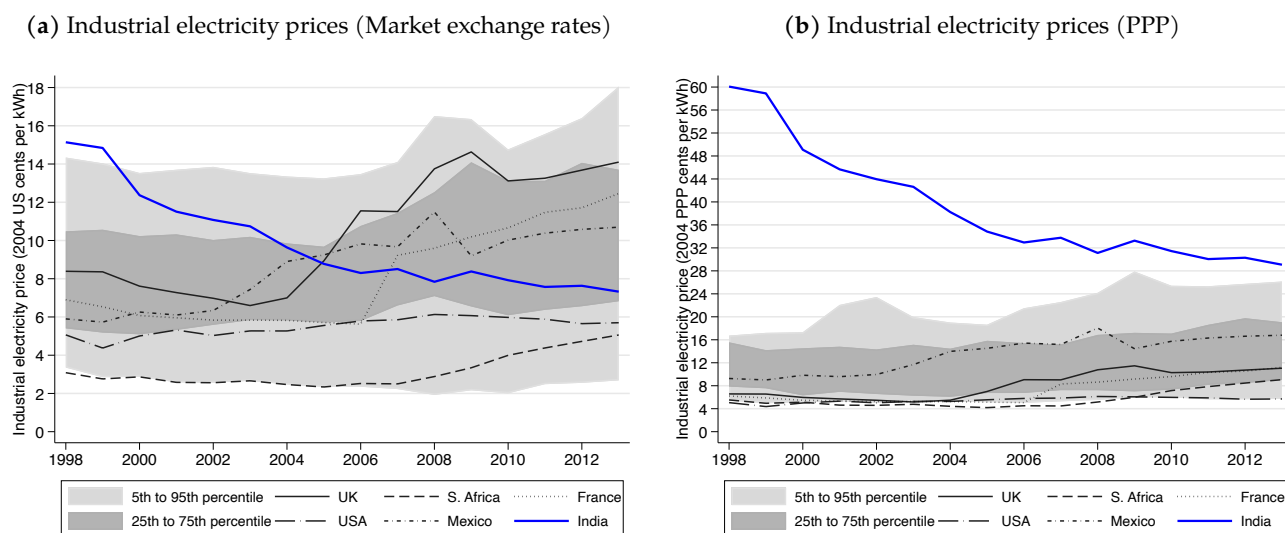 (a) Industrial electricity prices (Market exchange rates)
Industrial electricity price (2004 US cents per kWh)
18
16
14
12
10
8
6
4
2
0
1998 2000 2002 2004 2006 2008 2010 2012
5th to 95th percentile UK S. Africa France
25th to 75th percentile USA Mexico India
(b) Industrial electricity prices (PPP)
Industrial electricity price (2004 PPP cents per kWh)
60
56
52
48
44
40
36
32
28
24
20
16
12
8
4
0
1998 2000 2002 2004 2006 2008 2010 2012
5th to 95th percentile UK S. Africa France
25th to 75th percentile USA Mexico India